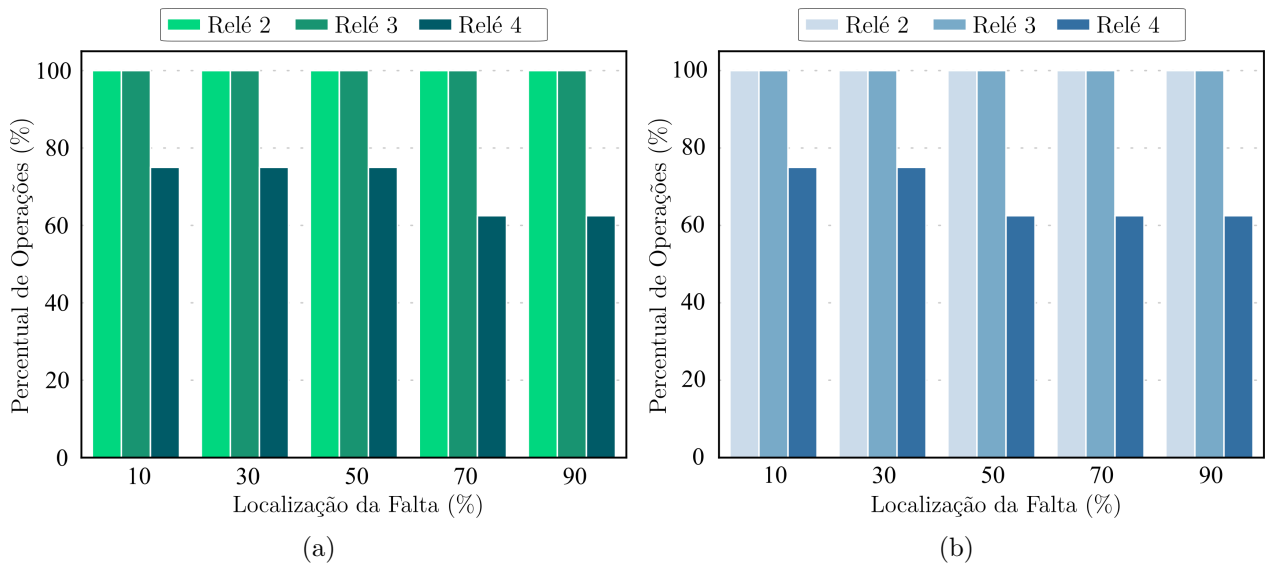 Relé 2 Relé 3 Relé 4
Percentual de Operações (%)
100
80
60
40
20
0
10 30 50 70 90
Localização da Falta (%)
(a)
Relé 2 Relé 3 Relé 4
Percentual de Operações (%)
100
80
60
40
20
0
10 30 50 70 90
Localização da Falta (%)
(b)